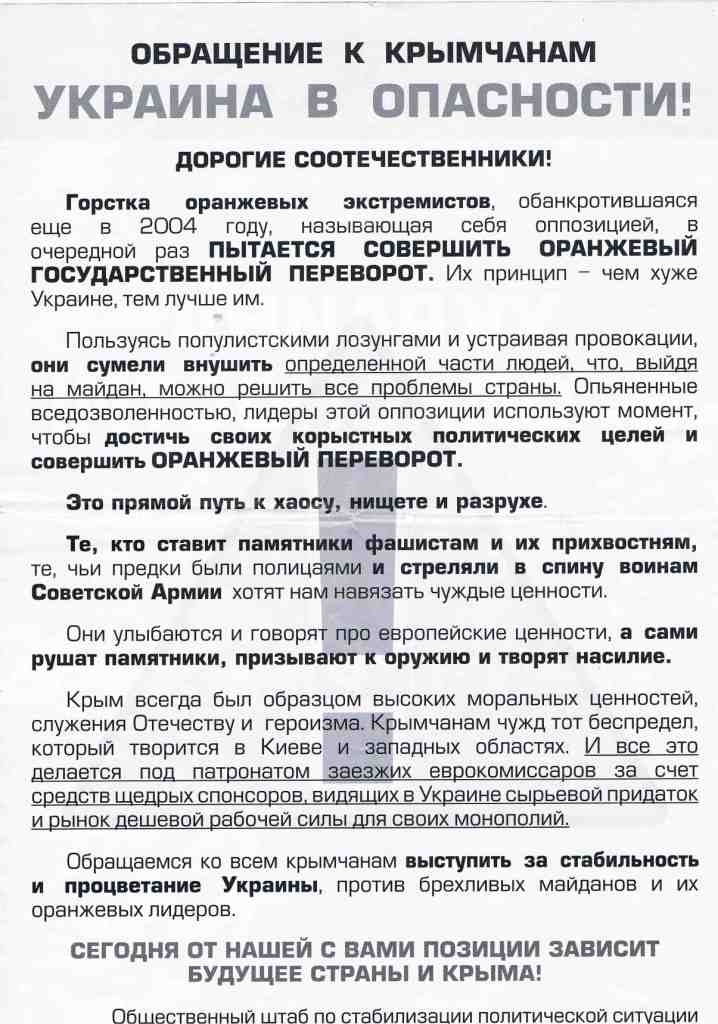 ОБРАЩЕНИЕ К КРЫМЧАНАМ
УКРАИНА В ОПАСНОСТИ!
ДОРОГИЕ СООТЕЧЕСТВЕННИКИ!
Горстка оранжевых экстремистов, обанкротившаяся
еще в 2004 году, называющая себя оппозицией, в
очередной раз ПЫТАЕТСЯ СОВЕРШИТЬ ОРАНЖЕВЫЙ
ГОСУДАРСТВЕННЫЙ ПЕРЕВОРОТ. Их принцип – чем хуже
Украине, тем лучше им.
Пользуясь популистскими лозунгами и устраивая провокации,
они сумели внушить определенной части людей, что, выйдя
на майдан, можно решить все проблемы страны. Опьяненные
вседозволенностью, лидеры этой оппозиции используют момент,
чтобы достичь своих корыстных политических целей и
совершить ОРАНЖЕВЫЙ ПЕРЕВОРОТ.
Это прямой путь к хаосу, нищете и разрухе.
Те, кто ставит памятники фашистам и их прихвостням,
те, чьи предки были полицаями и стреляли в спину воинам
Советской Армии хотят нам навязать чуждые ценности.
Они улыбаются и говорят про европейские ценности, а сами
рушат памятники, призывают к оружию и творят насилие.
Крым всегда был образцом высоких моральных ценностей,
служения Отечеству и героизма. Крымчанам чужд тот беспредел,
который творится в Киеве и западных областях. И все это
делается под патронатом заезжих еврокомиссаров за счет
средств щедрых спонсоров, видящих в Украине сырьевой придаток
и рынок дешевой рабочей силы для своих монополий.
Обращаемся ко всем крымчанам выступить за стабильность
и процветание Украины, против брехливых майданов и их
оранжевых лидеров.
СЕГОДНЯ ОТ НАШЕЙ С ВАМИ ПОЗИЦИИ ЗАВИСИТ
БУДУЩЕЕ СТРАНЫ И КРЫМА!
Общественный штаб по стабилизации политической ситуации